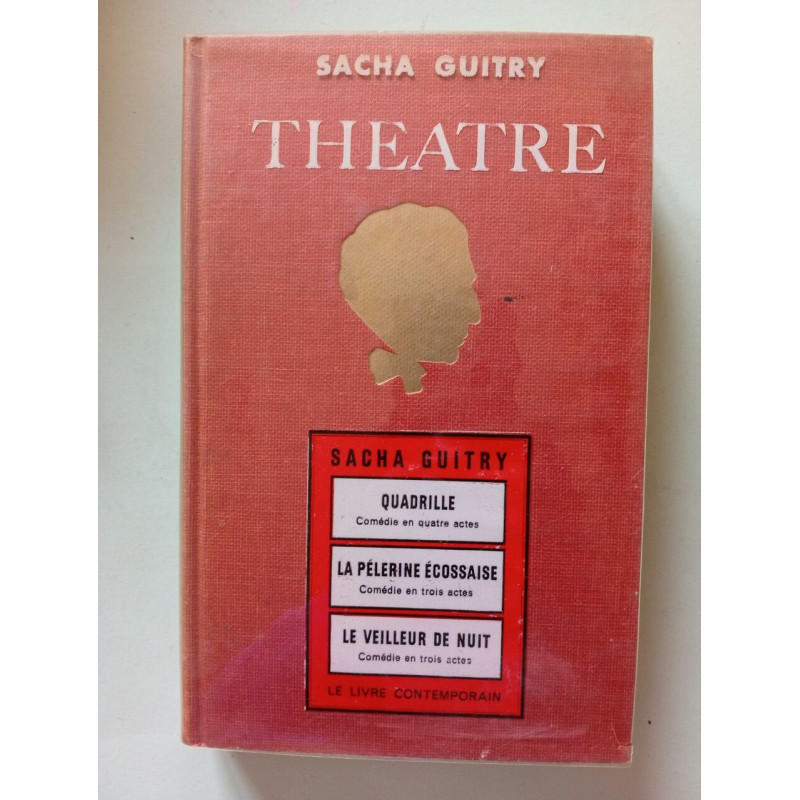 SACHA GUITRY
THEATRE
SACHA GUITRY
QUADRILLE
Comédie en quatre actes
LA PÉLERINE ÉCOSSAISE
Comédie en trois actes
LE VEILLEUR DE NUIT
Comédie en trois actes
LE LIVRE CONTEMPORAIN